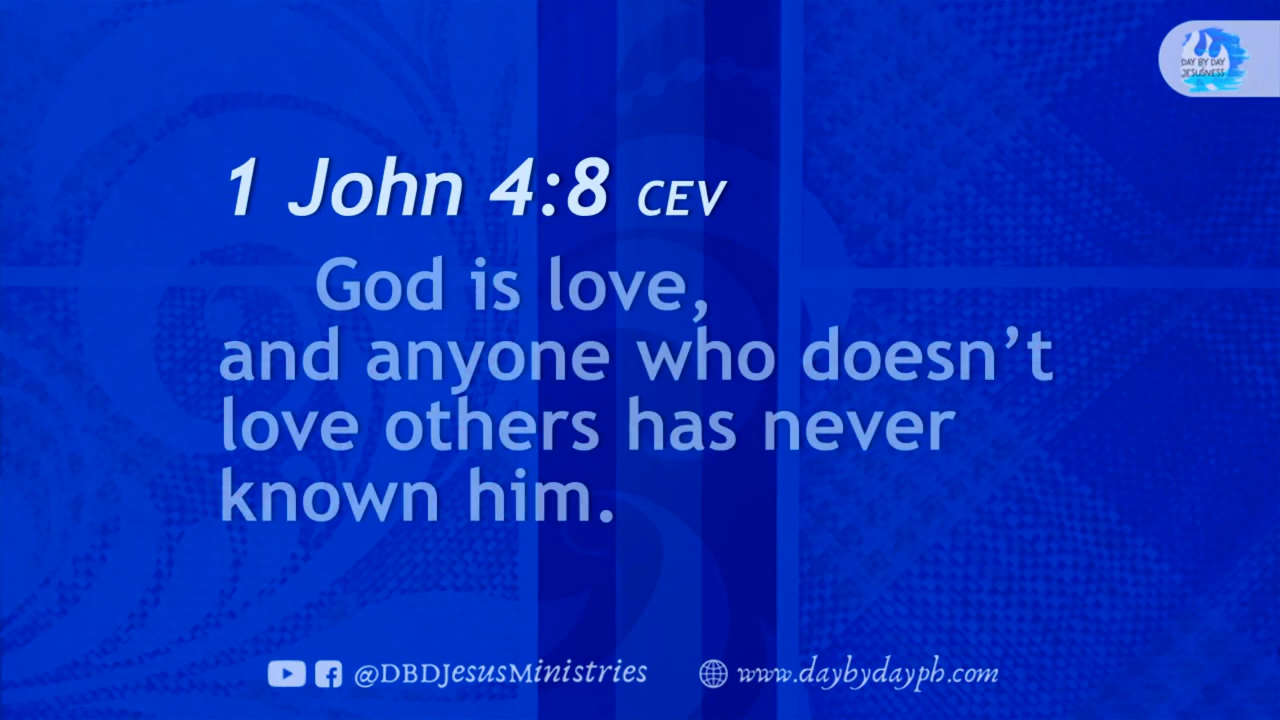 DAY BY DAY
JESUSNESS
1 John 4:8 CEV
God is love,
and anyone who doesn’t
love others has never
known him.
@DBDJesusMinistries
www.daybydayph.com